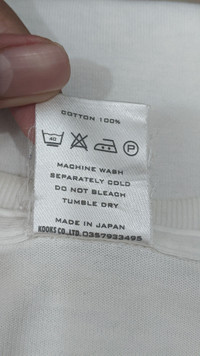 COTTON 100%
40 P
MACHINE WASH
SEPARATELY COLD
DO NOT BLEACH
TUMBLE DRY
MADE IN JAPAN
KOOKS CO.,LTD. 0357933495